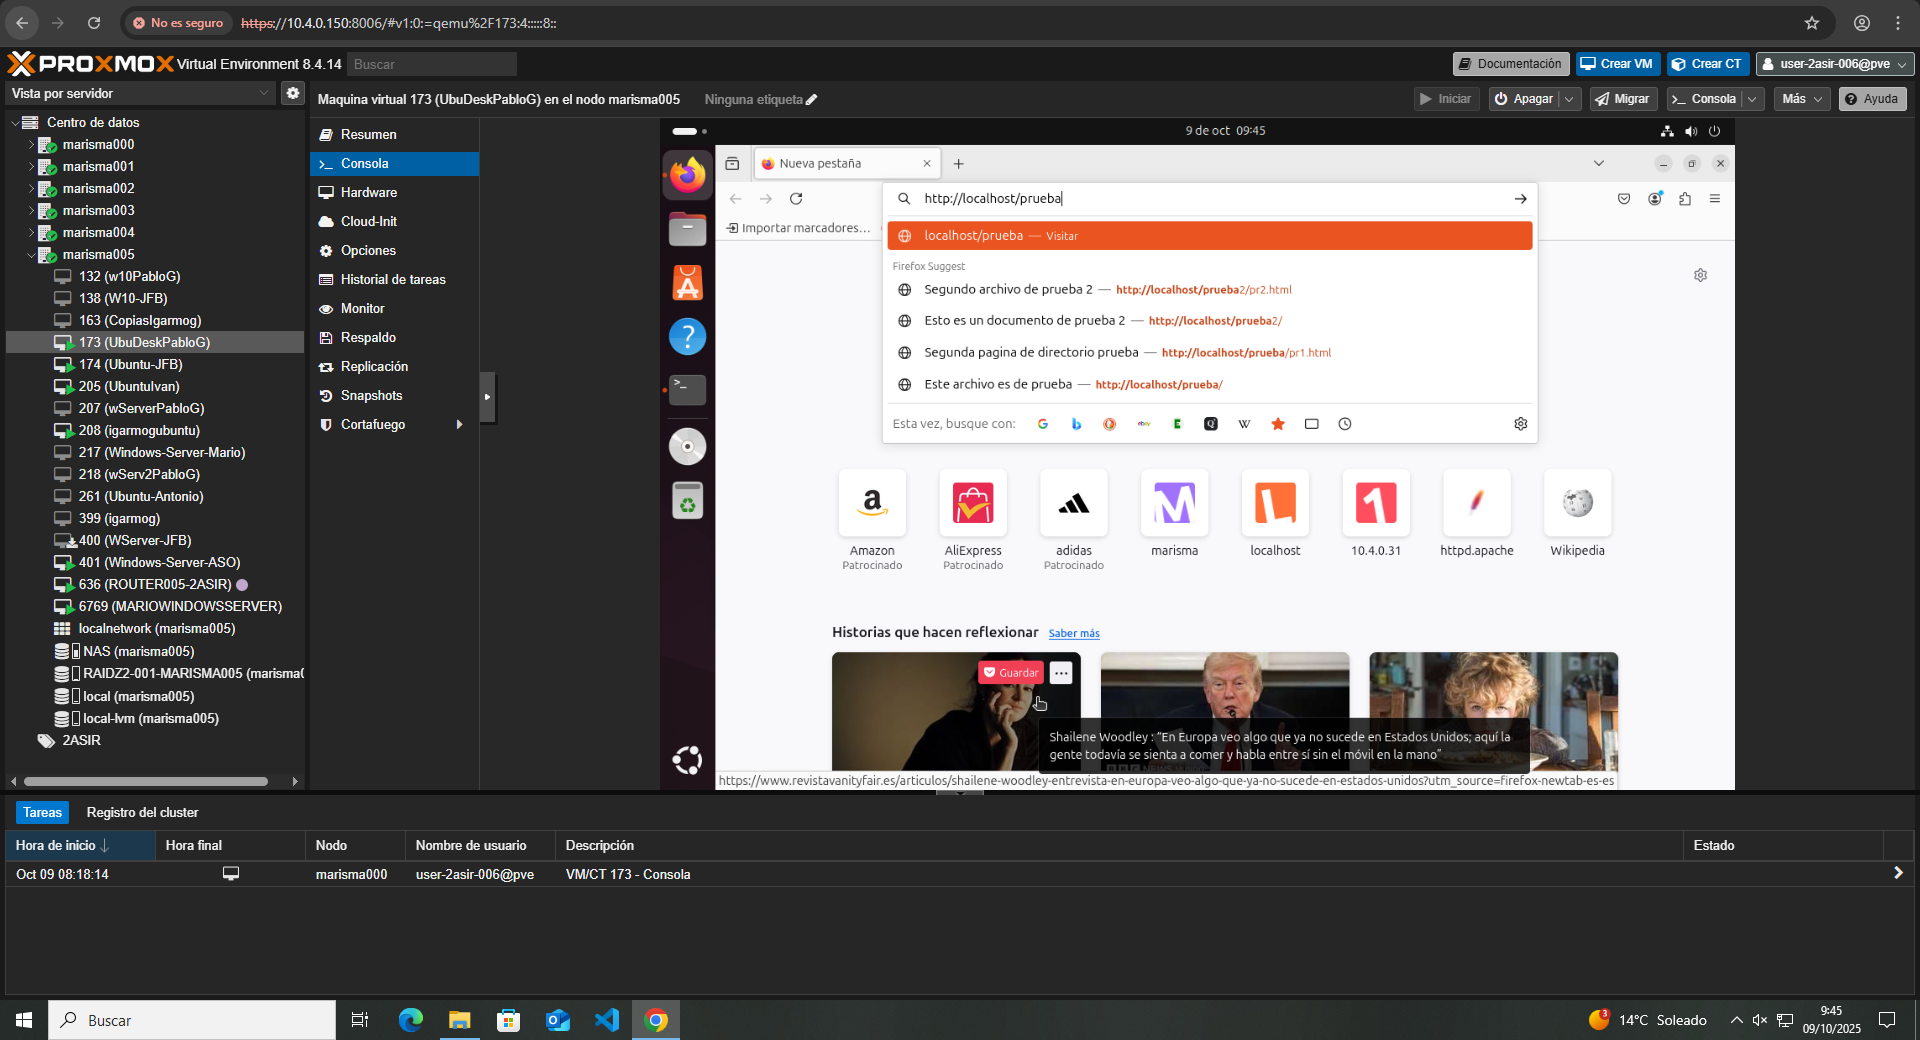 No es seguro
https://10.4.0.150:8006/#v1:0:=qemu%2F173:4:::::8::
PROXMOX Virtual Environment 8.4.14
Buscar
Documentación
Crear VM
Crear CT
user-2asir-006@pve
Vista por servidor
Maquina virtual 173 (UbuDeskPabloG) en el nodo marisma005
Ninguna etiqueta
Iniciar
Apagar
Migrar
Consola
Más
Ayuda
Centro de datos
marisma000
marisma001
marisma002
marisma003
marisma004
marisma005
132 (w10PabloG)
138 (W10-JFB)
163 (CopiasIgarmog)
173 (UbuDeskPabloG)
174 (Ubuntu-JFB)
205 (UbuntuIvan)
207 (wServerPabloG)
208 (igarmogubuntu)
217 (Windows-Server-Mario)
218 (wServ2PabloG)
261 (Ubuntu-Antonio)
399 (igarmog)
400 (WServer-JFB)
401 (Windows-Server-ASO)
636 (ROUTER005-2ASIR)
6769 (MARIOWINDOWSSERVER)
localnetwork (marisma005)
NAS (marisma005)
RAIDZ2-001-MARISMA005 (marisma0
local (marisma005)
local-lvm (marisma005)
2ASIR
Resumen
Consola
Hardware
Cloud-Init
Opciones
Historial de tareas
Monitor
Respaldo
Replicación
Snapshots
Cortafuego
9 de oct 09:45
Nueva pestaña
http://localhost/prueba
Importar marcadores...
localhost/prueba — Visitar
Firefox Suggest
Segundo archivo de prueba 2 — http://localhost/prueba2/pr2.html
Esto es un documento de prueba 2 — http://localhost/prueba2/
Segunda pagina de directorio prueba — http://localhost/prueba/pr1.html
Este archivo es de prueba — http://localhost/prueba/
Esta vez, busque con:
Amazon
Patrocinado
AliExpress
Patrocinado
adidas
Patrocinado
marisma
localhost
10.4.0.31
httpd.apache
Wikipedia
Historias que hacen reflexionar
Saber más
Guardar
Shailene Woodley : “En Europa veo algo que ya no sucede en Estados Unidos; aquí la
gente todavía se sienta a comer y habla entre sí sin el móvil en la mano”
https://www.revistavanityfair.es/articulos/shailene-woodley-entrevista-en-europa-veo-algo-que-ya-no-sucede-en-estados-unidos?utm_source=firefox-newtab-es-es
Tareas
Registro del cluster
Hora de inicio
Hora final
Nodo
Nombre de usuario
Descripción
Estado
Oct 09 08:18:14
marisma000
user-2asir-006@pve
VM/CT 173 - Consola
Buscar
3
14°C Soleado
9:45
09/10/2025